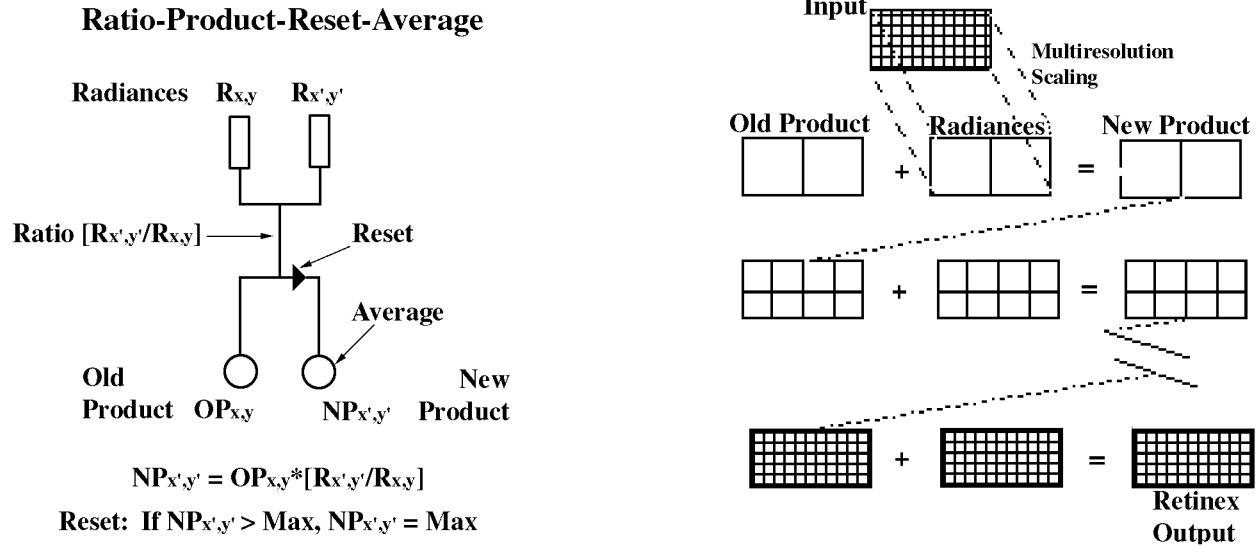 Ratio-Product-Reset-Average
Radiances Rx,y Rx',y'
Ratio [Rx',y'/Rx,y]
Reset
Average
Old
Product OPx,y
NPx',y'
New
Product
NPx',y' = OPx,y*[Rx',y'/Rx,y]
Reset: If NPx',y' > Max, NPx',y' = Max
Input
Multiresolution
Scaling
Old Product
Radiances
New Product
+ =
+ =
+ =
Retinex
Output